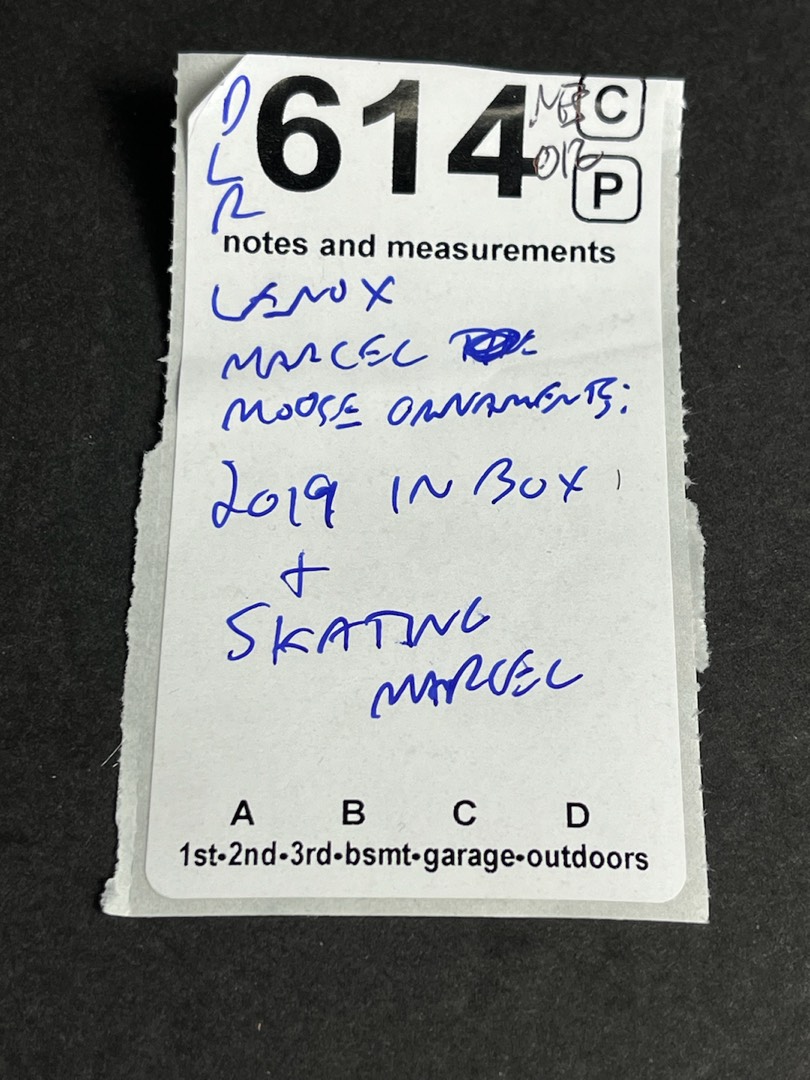 D
L
R
614
C
P
notes and measurements
LENOX
MARCEL
MOOSE ORNAMENTS:
2019 IN BOX
+
SKATING
MARCEL
A B C D
1st-2nd-3rd-bsmt-garage-outdoors